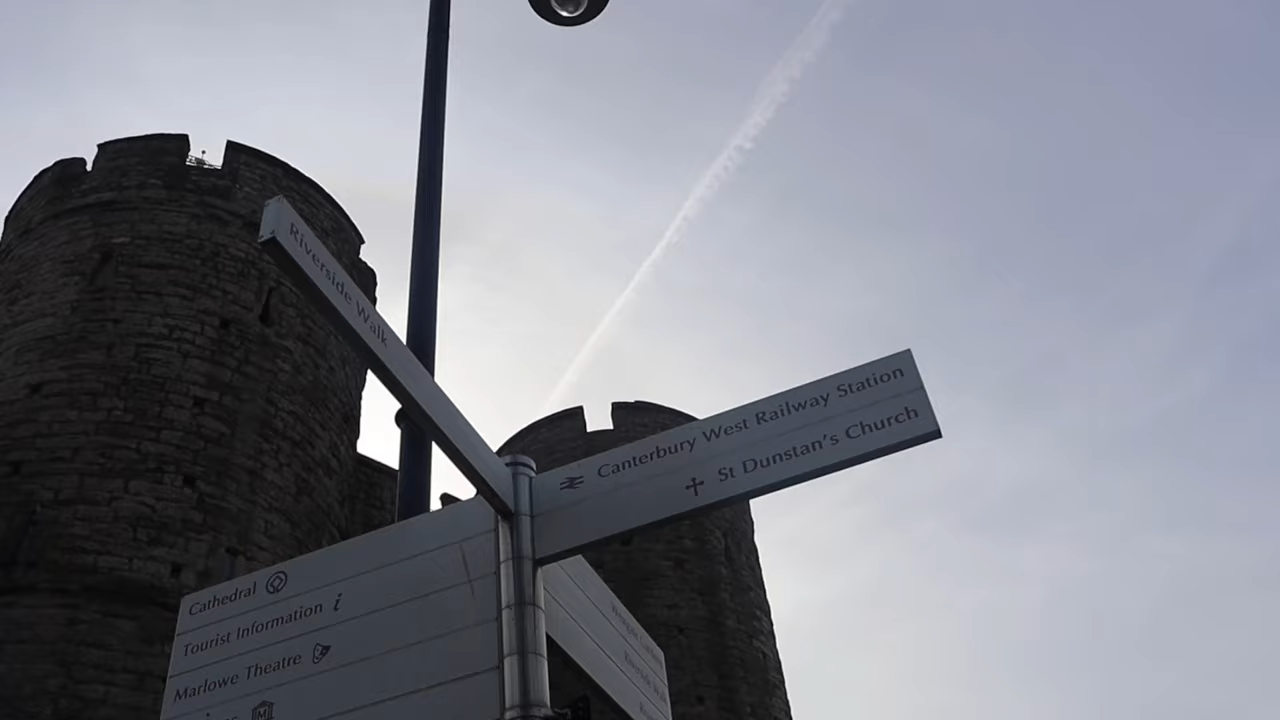 Riverside Walk
Canterbury West Railway Station
St Dunstan's Church
Cathedral
Tourist Information
Marlowe Theatre